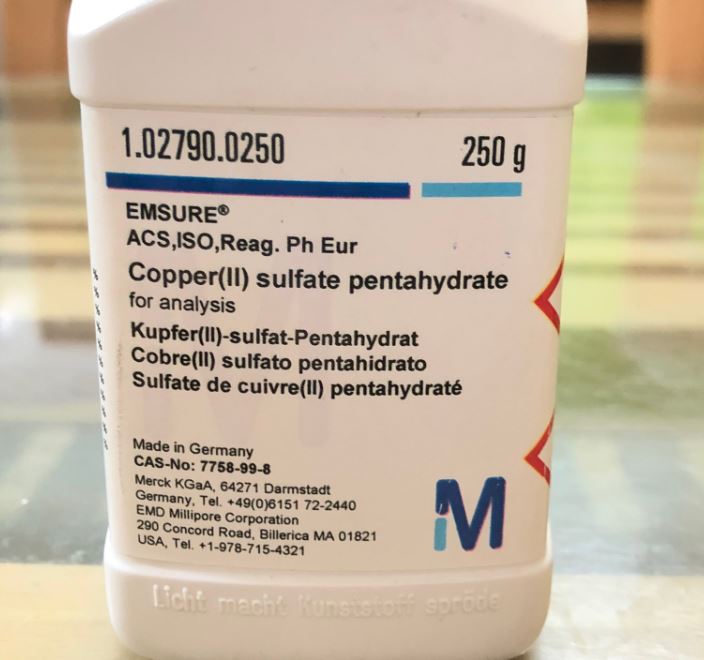 1.02790.0250
250 g
EMSURE®
ACS,ISO,Reag. Ph Eur
Copper(II) sulfate pentahydrate
for analysis
Kupfer(II)-sulfat-Pentahydrat
Cobre(II) sulfato pentahidrato
Sulfate de cuivre(II) pentahydraté
Made in Germany
CAS-No: 7758-99-8
Merck KGaA, 64271 Darmstadt
Germany, Tel. +49(0)6151 72-2440
EMD Millipore Corporation
290 Concord Road, Billerica MA 01821
USA, Tel. +1-978-715-4321
M
Licht macht Kunststoff spröde